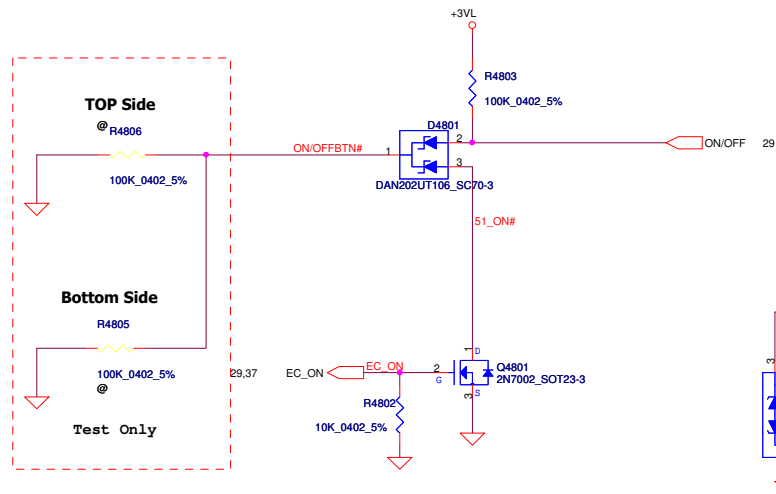 +3VL
R4803
100K_0402_5%
TOP Side
@
R4806
100K_0402_5%
ON/OFFBTN#
D4801
1
2
3
DAN202UT106_SC70-3
ON/OFF 29
51_ON#
Bottom Side
R4805
100K_0402_5%
@
Test Only
29,37 EC_ON
EC_ON
2
G
1
D
3
S
Q4801
2N7002_SOT23-3
R4802
10K_0402_5%
3